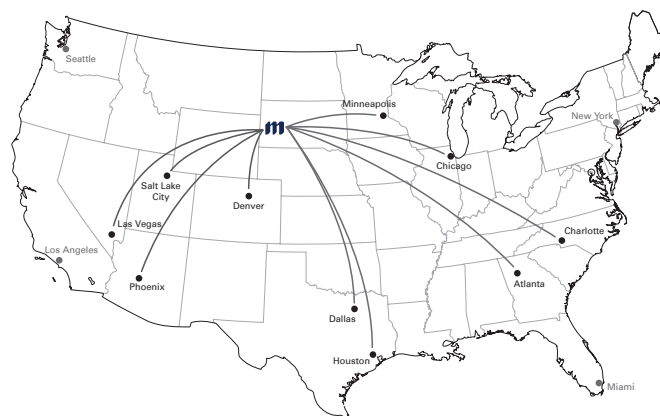 Seattle
Minneapolis
New York
m
Chicago
Salt Lake
City
Denver
Las Vegas
Charlotte
Los Angeles
Phoenix
Atlanta
Dallas
Houston
Miami